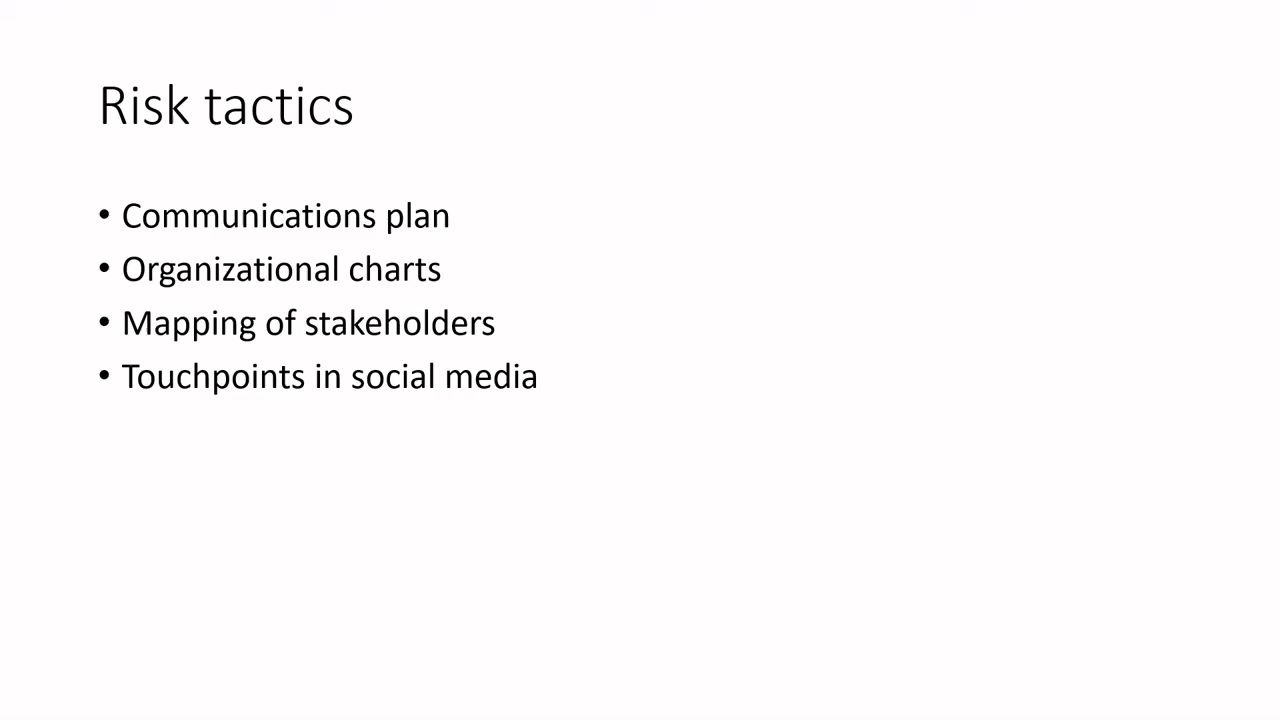 Risk tactics
• Communications plan
• Organizational charts
• Mapping of stakeholders
• Touchpoints in social media